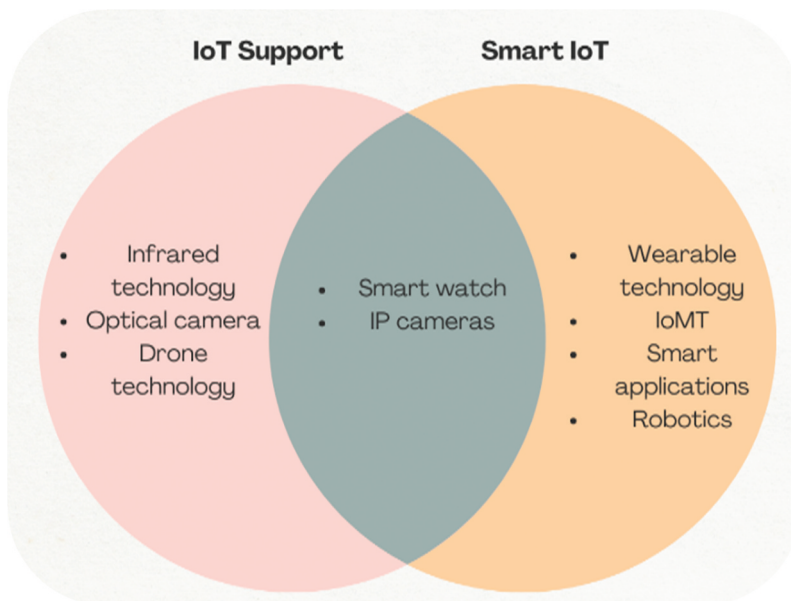 IoT Support
Smart IoT
• Infrared
technology
• Optical camera
• Drone
technology
• Smart watch
• IP cameras
• Wearable
technology
• IoMT
• Smart
applications
• Robotics